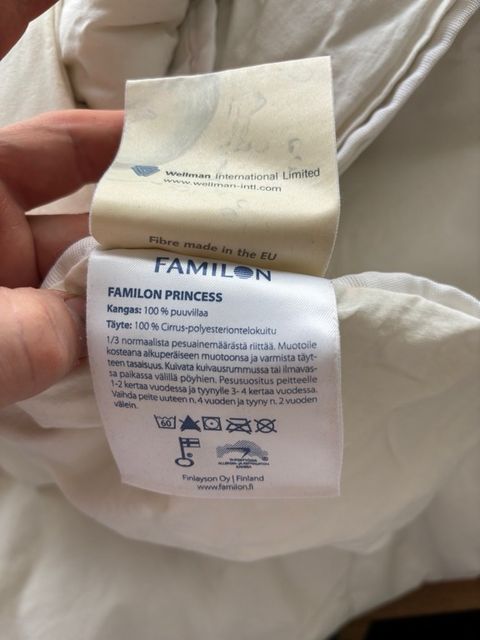 Wellman International Limited
www.wellman-intl.com
Fibre made in the EU
FAMILON
FAMILON PRINCESS
Kangas: 100 % puuvillaa
Täyte: 100 % Cirrus-polyesteriontelokuitu
1/3 normaalista pesuainemäärästä riittää. Muotoile
kosteana alkuperäiseen muotoonsa ja varmista täyt-
teen tasaisuus. Kuivata kuivausrummussa tai ilmavas-
sa paikassa välillä pöyhien. Pesusuositus peitteelle
1-2 kertaa vuodessa ja tyynylle 3- 4 kertaa vuodessa.
Vaihda peite uuteen n. 4 vuoden ja tyyny n. 2 vuoden
välein.
60
Finlayson Oy | Finland
www.familon.fi